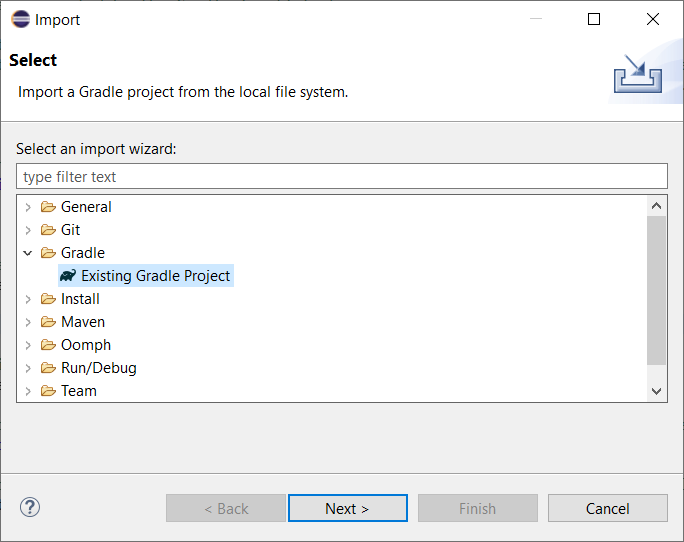 Import
Select
Import a Gradle project from the local file system.
Select an import wizard:
type filter text
General
Git
Gradle
Existing Gradle Project
Install
Maven
Oomph
Run/Debug
Team
?
< Back
Next >
Finish
Cancel